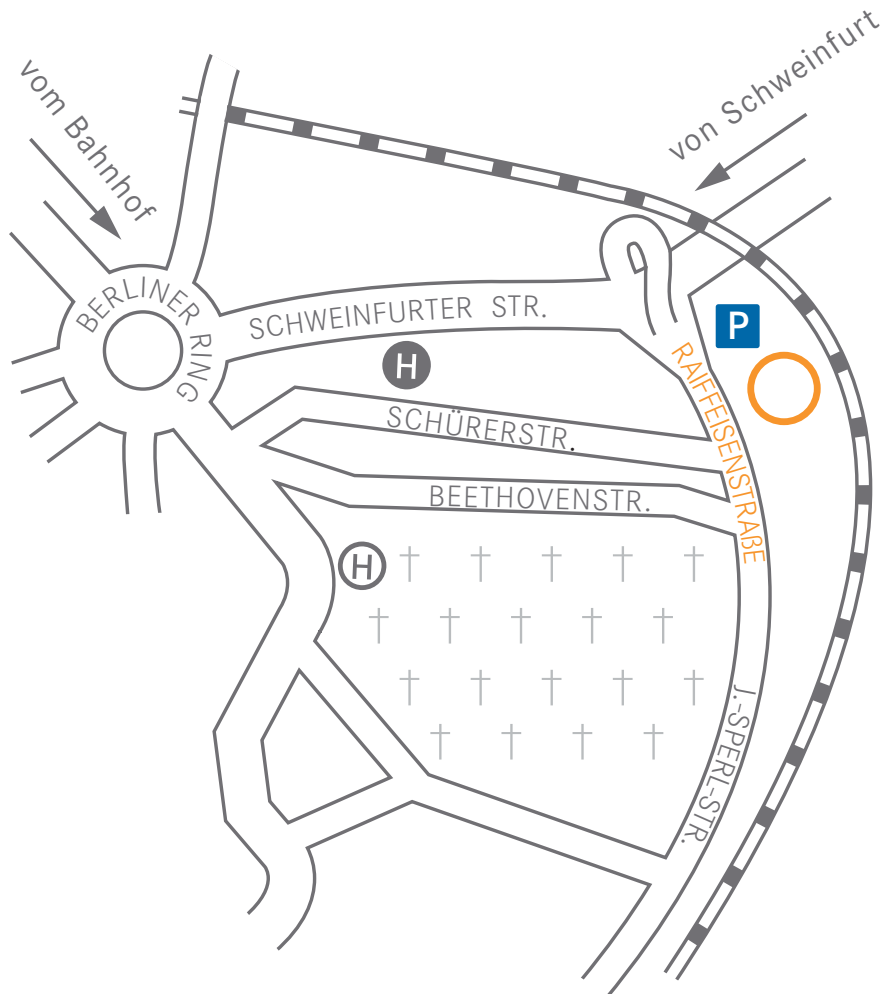 vom Bahnhof
von Schweinfurt
BERLINER RING
SCHWEINFURTER STR.
P
H
RAIFFEISENSTRAßE
SCHÜRERSTR.
BEETHOVENSTR.
H
J.-SPERL-STR.